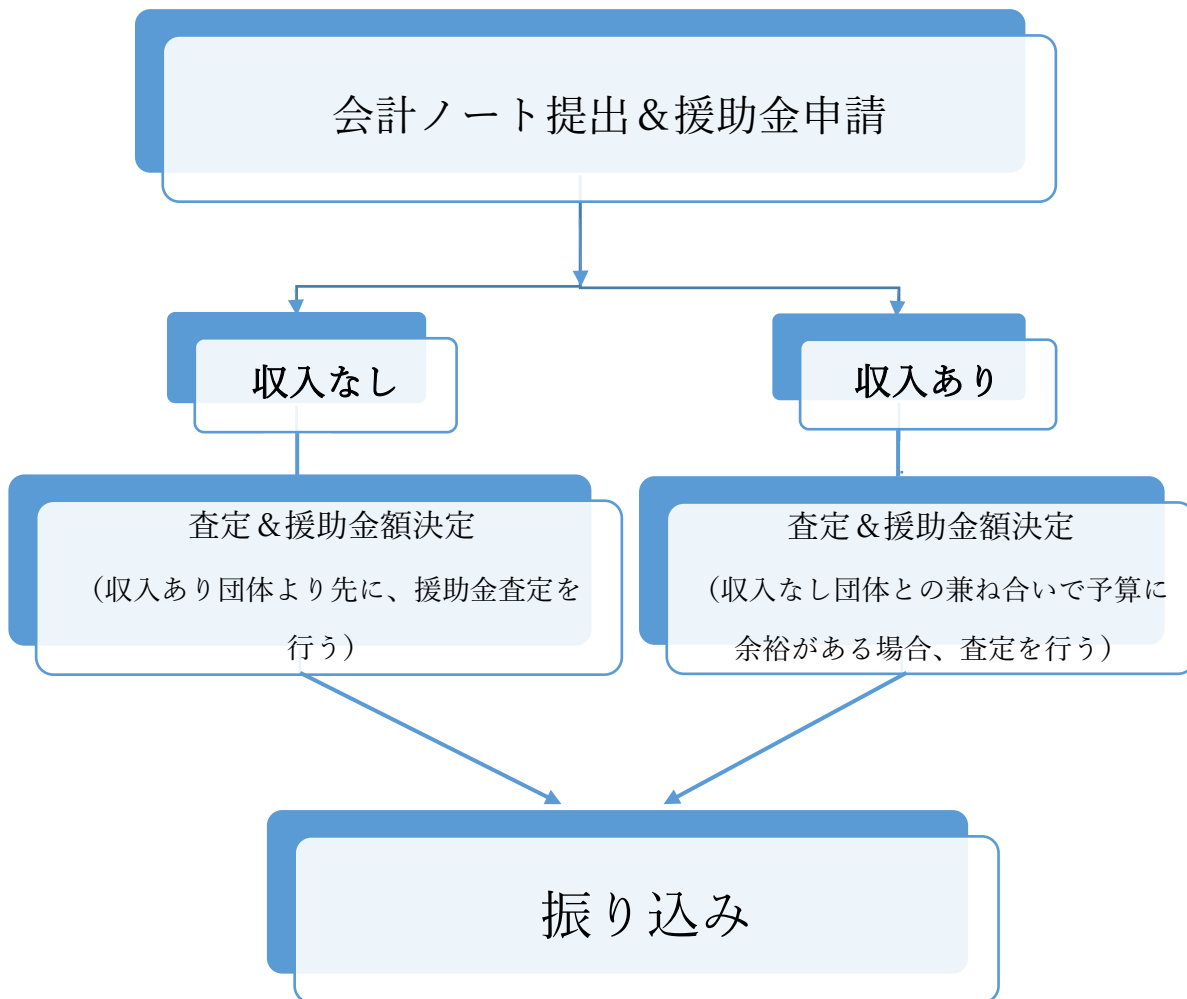 会計ノート提出＆援助金申請
収入なし
収入あり
査定＆援助金額決定
（収入あり団体より先に、援助金査定を
行う）
査定＆援助金額決定
（収入なし団体との兼ね合いで予算に
余裕がある場合、査定を行う）
振り込み